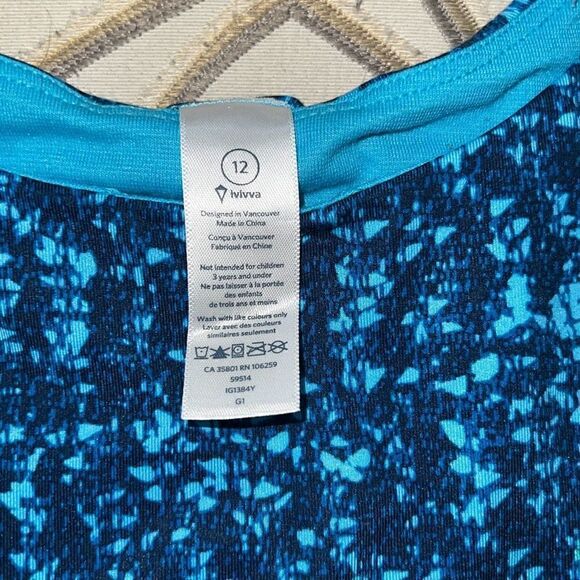 12
ivivva
Designed in Vancouver
Made in China
Conçu à Vancouver
Fabriqué en Chine
Not intended for children
3 years and under
Ne pas laisser à la portée
des enfants
de trois ans et moins
Wash with like colours only
Laver avec des couleurs
similaires seulement
CA 35801 RN 106259
59514
IG1384Y
G1